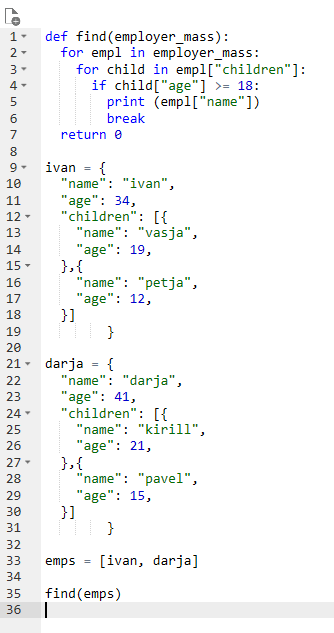 1 def find(employer_mass):
2   for empl in employer_mass:
3     for child in empl["children"]:
4       if child["age"] >= 18:
5         print (empl["name"])
6         break
7   return 0
8
9 ivan = {
10   "name": "ivan",
11   "age": 34,
12   "children": [{
13     "name": "vasja",
14     "age": 19,
15   },{
16     "name": "petja",
17     "age": 12,
18   }]
19         }
20
21 darja = {
22   "name": "darja",
23   "age": 41,
24   "children": [{
25     "name": "kirill",
26     "age": 21,
27   },{
28     "name": "pavel",
29     "age": 15,
30   }]
31         }
32
33 emps = [ivan, darja]
34
35 find(emps)
36